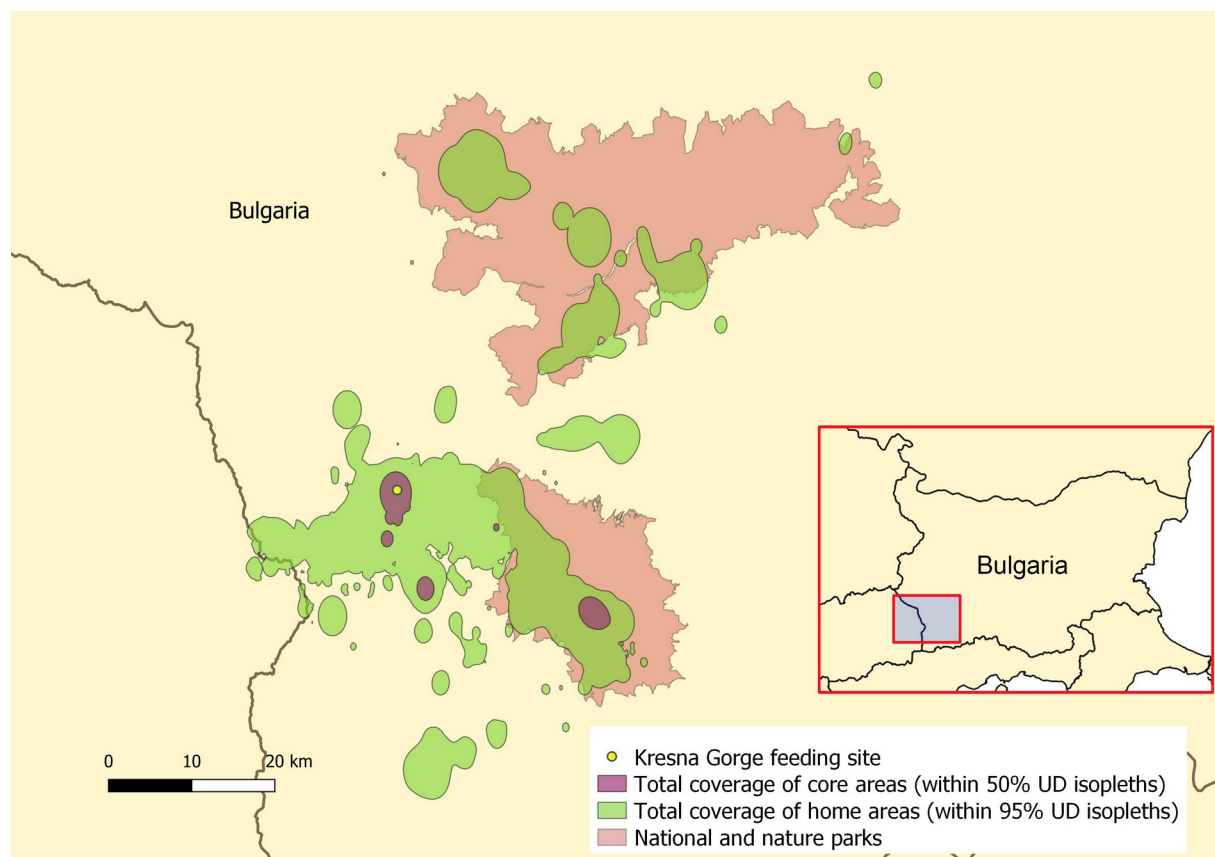 Bulgaria
Bulgaria
0 10 20 km
Kresna Gorge feeding site
Total coverage of core areas (within 50% UD isopleths)
Total coverage of home areas (within 95% UD isopleths)
National and nature parks